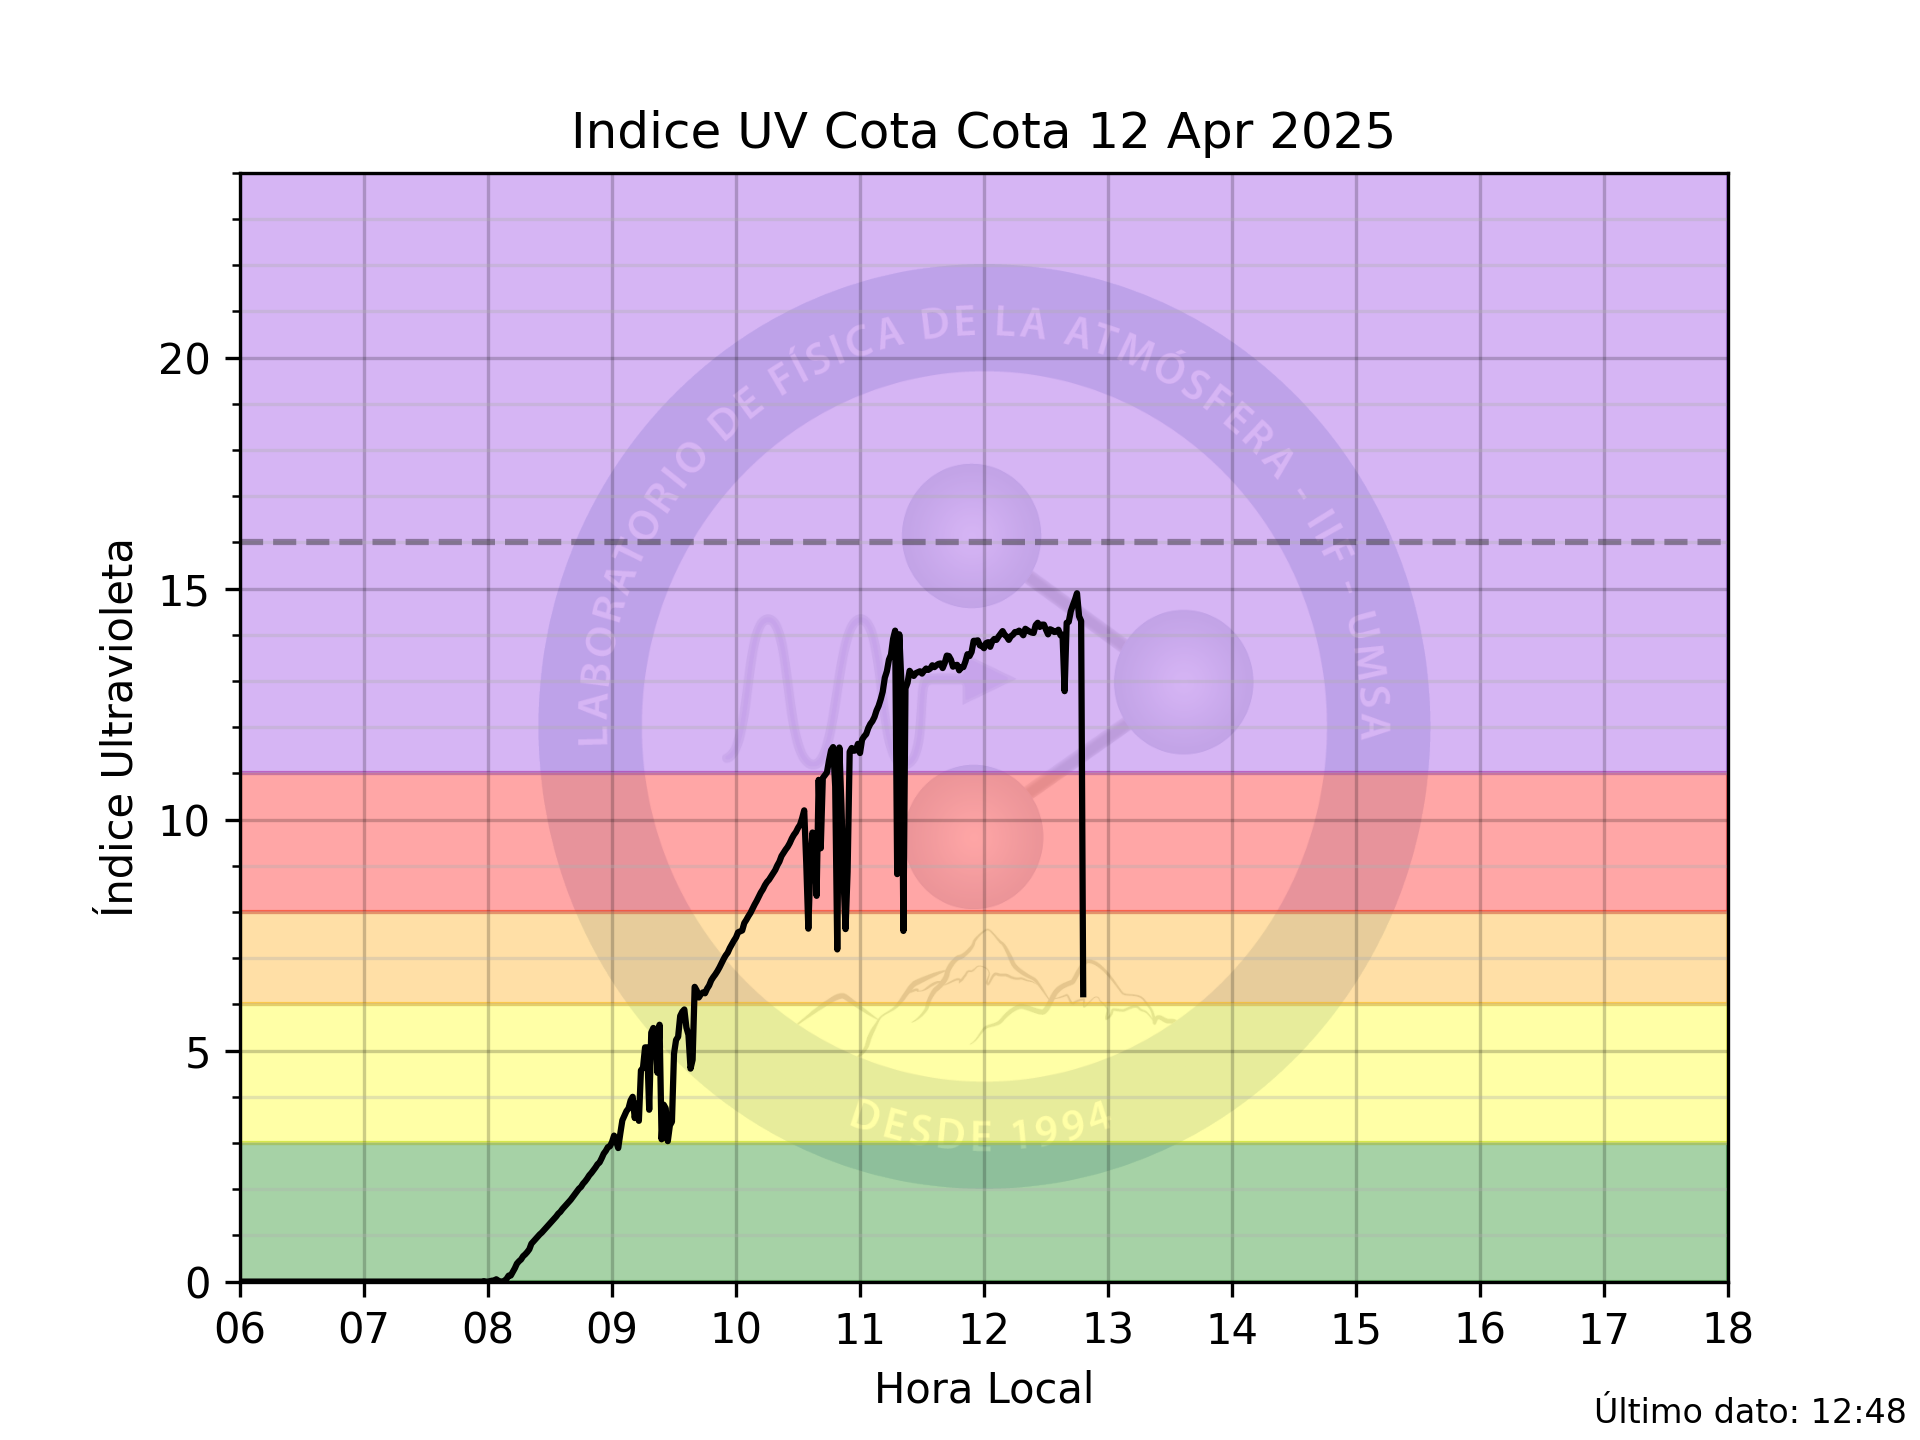 Indice UV Cota Cota 12 Apr 2025
Índice Ultravioleta
20
15
10
5
0
LABORATORIO DE FÍSICA DE LA ATMÓSFERA - IIF - UMSA
DESDE 1994
06 07 08 09 10 11 12 13 14 15 16 17 18
Hora Local
Último dato: 12:48